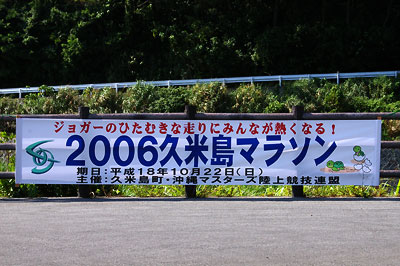 ジョガーのひたむきな走りにみんなが熱くなる！
2006久米島マラソン
期日：平成18年10月22日（日）
主催：久米島町・沖縄マスターズ陸上競技連盟